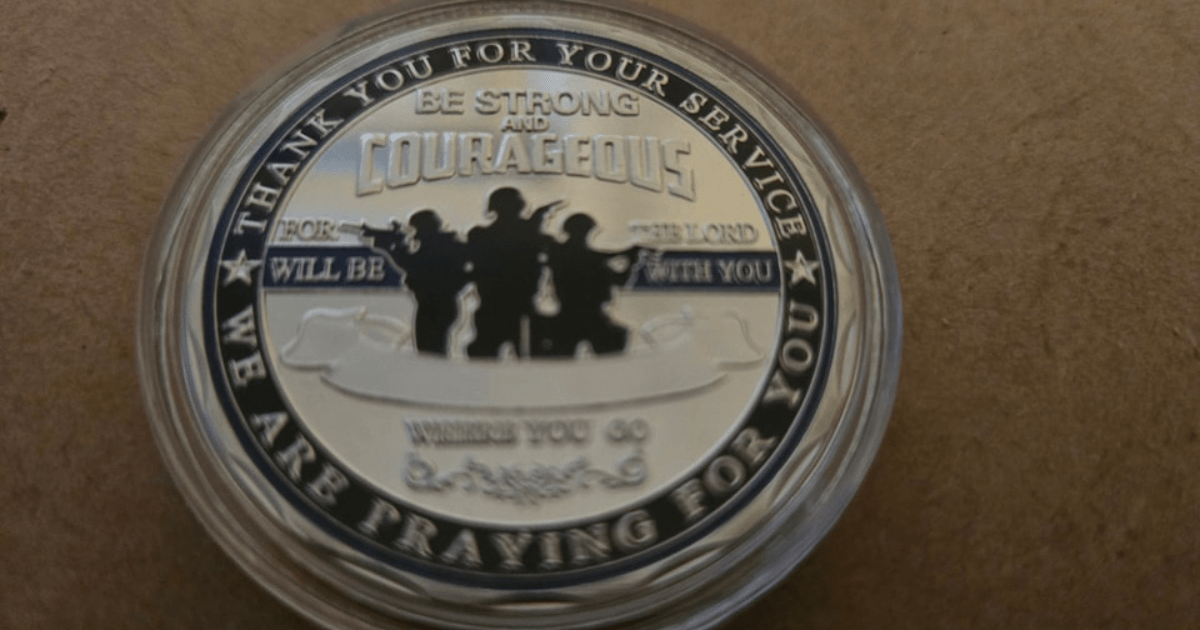 THANK YOU FOR YOUR SERVICE
BE STRONG
AND
COURAGEOUS
FOR THE LORD
WILL BE WITH YOU
WHERE YOU GO
WE ARE PRAYING FOR YOU